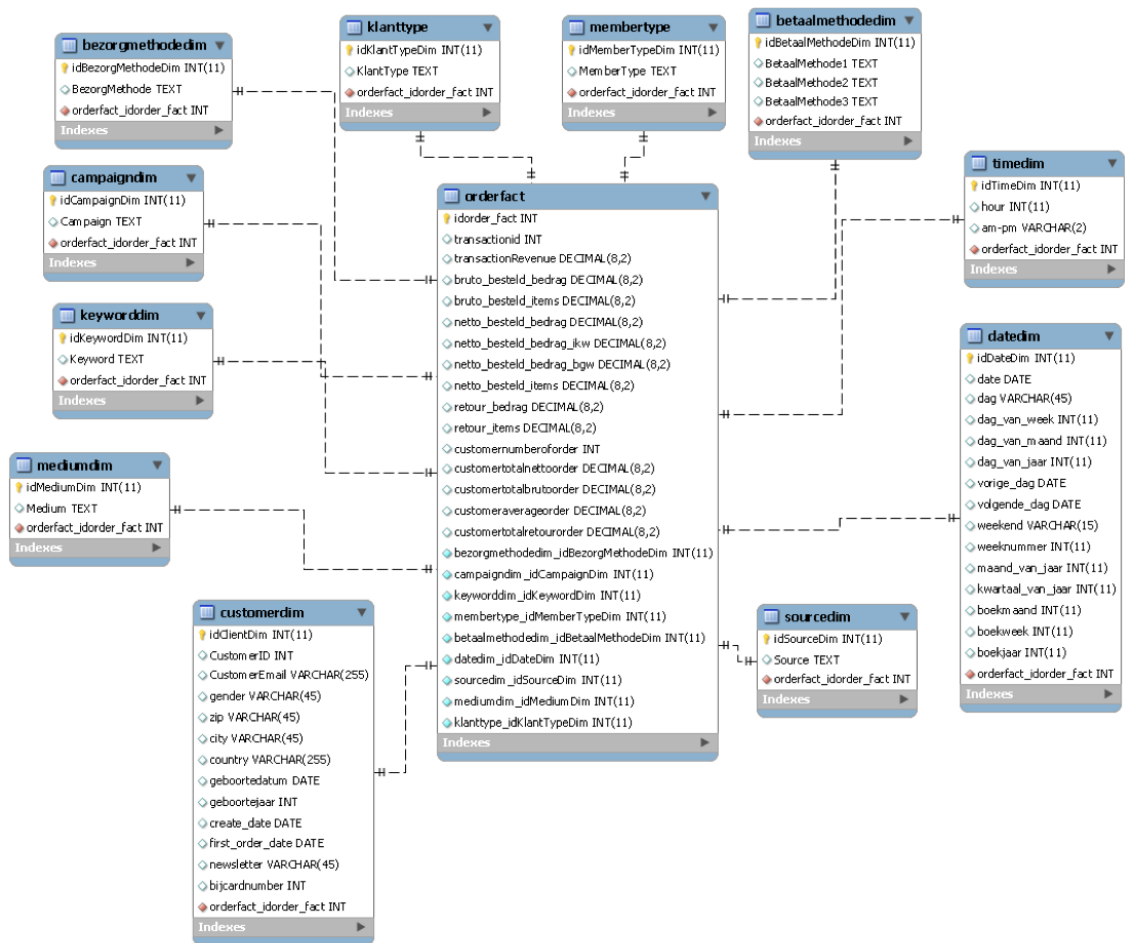 bezorgmethodedim
idBezorgMethodeDim INT(11)
BezorgMethode TEXT
orderfact_idorder_fact INT
Indexes
klanttype
idKlantTypeDim INT(11)
KlantType TEXT
orderfact_idorder_fact INT
Indexes
membertype
idMemberTypeDim INT(11)
MemberType TEXT
orderfact_idorder_fact INT
Indexes
betaalmethodedim
idBetaalMethodeDim INT(11)
BetaalMethode1 TEXT
BetaalMethode2 TEXT
BetaalMethode3 TEXT
orderfact_idorder_fact INT
Indexes
campaigndim
idCampaignDim INT(11)
Campaign TEXT
orderfact_idorder_fact INT
Indexes
timedim
idTimeDim INT(11)
hour INT(11)
am-pm VARCHAR(2)
orderfact_idorder_fact INT
Indexes
orderfact
idorder_fact INT
transactionid INT
transactionRevenue DECIMAL(8,2)
bruto_besteld_bedrag DECIMAL(8,2)
bruto_besteld_items DECIMAL(8,2)
netto_besteld_bedrag DECIMAL(8,2)
netto_besteld_bedrag_ikw DECIMAL(8,2)
netto_besteld_bedrag_bgw DECIMAL(8,2)
netto_besteld_items DECIMAL(8,2)
retour_bedrag DECIMAL(8,2)
retour_items DECIMAL(8,2)
customernumberoforder INT
customertotalnettoorder DECIMAL(8,2)
customertotalbrutoorder DECIMAL(8,2)
customeraverageorder DECIMAL(8,2)
customertotalretourorder DECIMAL(8,2)
bezorgmethodedim_idBezorgMethodeDim INT(11)
campaigndim_idCampaignDim INT(11)
keyworddim_idKeywordDim INT(11)
membertype_idMemberTypeDim INT(11)
betaalmethodedim_idBetaalMethodeDim INT(11)
datedim_idDateDim INT(11)
sourcedim_idSourceDim INT(11)
mediumdim_idMediumDim INT(11)
klanttype_idKlantTypeDim INT(11)
Indexes
keyworddim
idKeywordDim INT(11)
Keyword TEXT
orderfact_idorder_fact INT
Indexes
datedim
idDateDim INT(11)
date DATE
dag VARCHAR(45)
dag_van_week INT(11)
dag_van_maand INT(11)
dag_van_jaar INT(11)
vorige_dag DATE
volgende_dag DATE
weekend VARCHAR(15)
weeknummer INT(11)
maand_van_jaar INT(11)
kwartaal_van_jaar INT(11)
boekmaand INT(11)
boekweek INT(11)
boekjaar INT(11)
orderfact_idorder_fact INT
Indexes
mediumdim
idMediumDim INT(11)
Medium TEXT
orderfact_idorder_fact INT
Indexes
customerdim
idClientDim INT(11)
CustomerID INT
CustomerEmail VARCHAR(255)
gender VARCHAR(45)
zip VARCHAR(45)
city VARCHAR(45)
country VARCHAR(255)
geboortedatum DATE
geboortejaar INT
create_date DATE
first_order_date DATE
newsletter VARCHAR(45)
bijcardnumber INT
orderfact_idorder_fact INT
Indexes
sourcedim
idSourceDim INT(11)
Source TEXT
orderfact_idorder_fact INT
Indexes